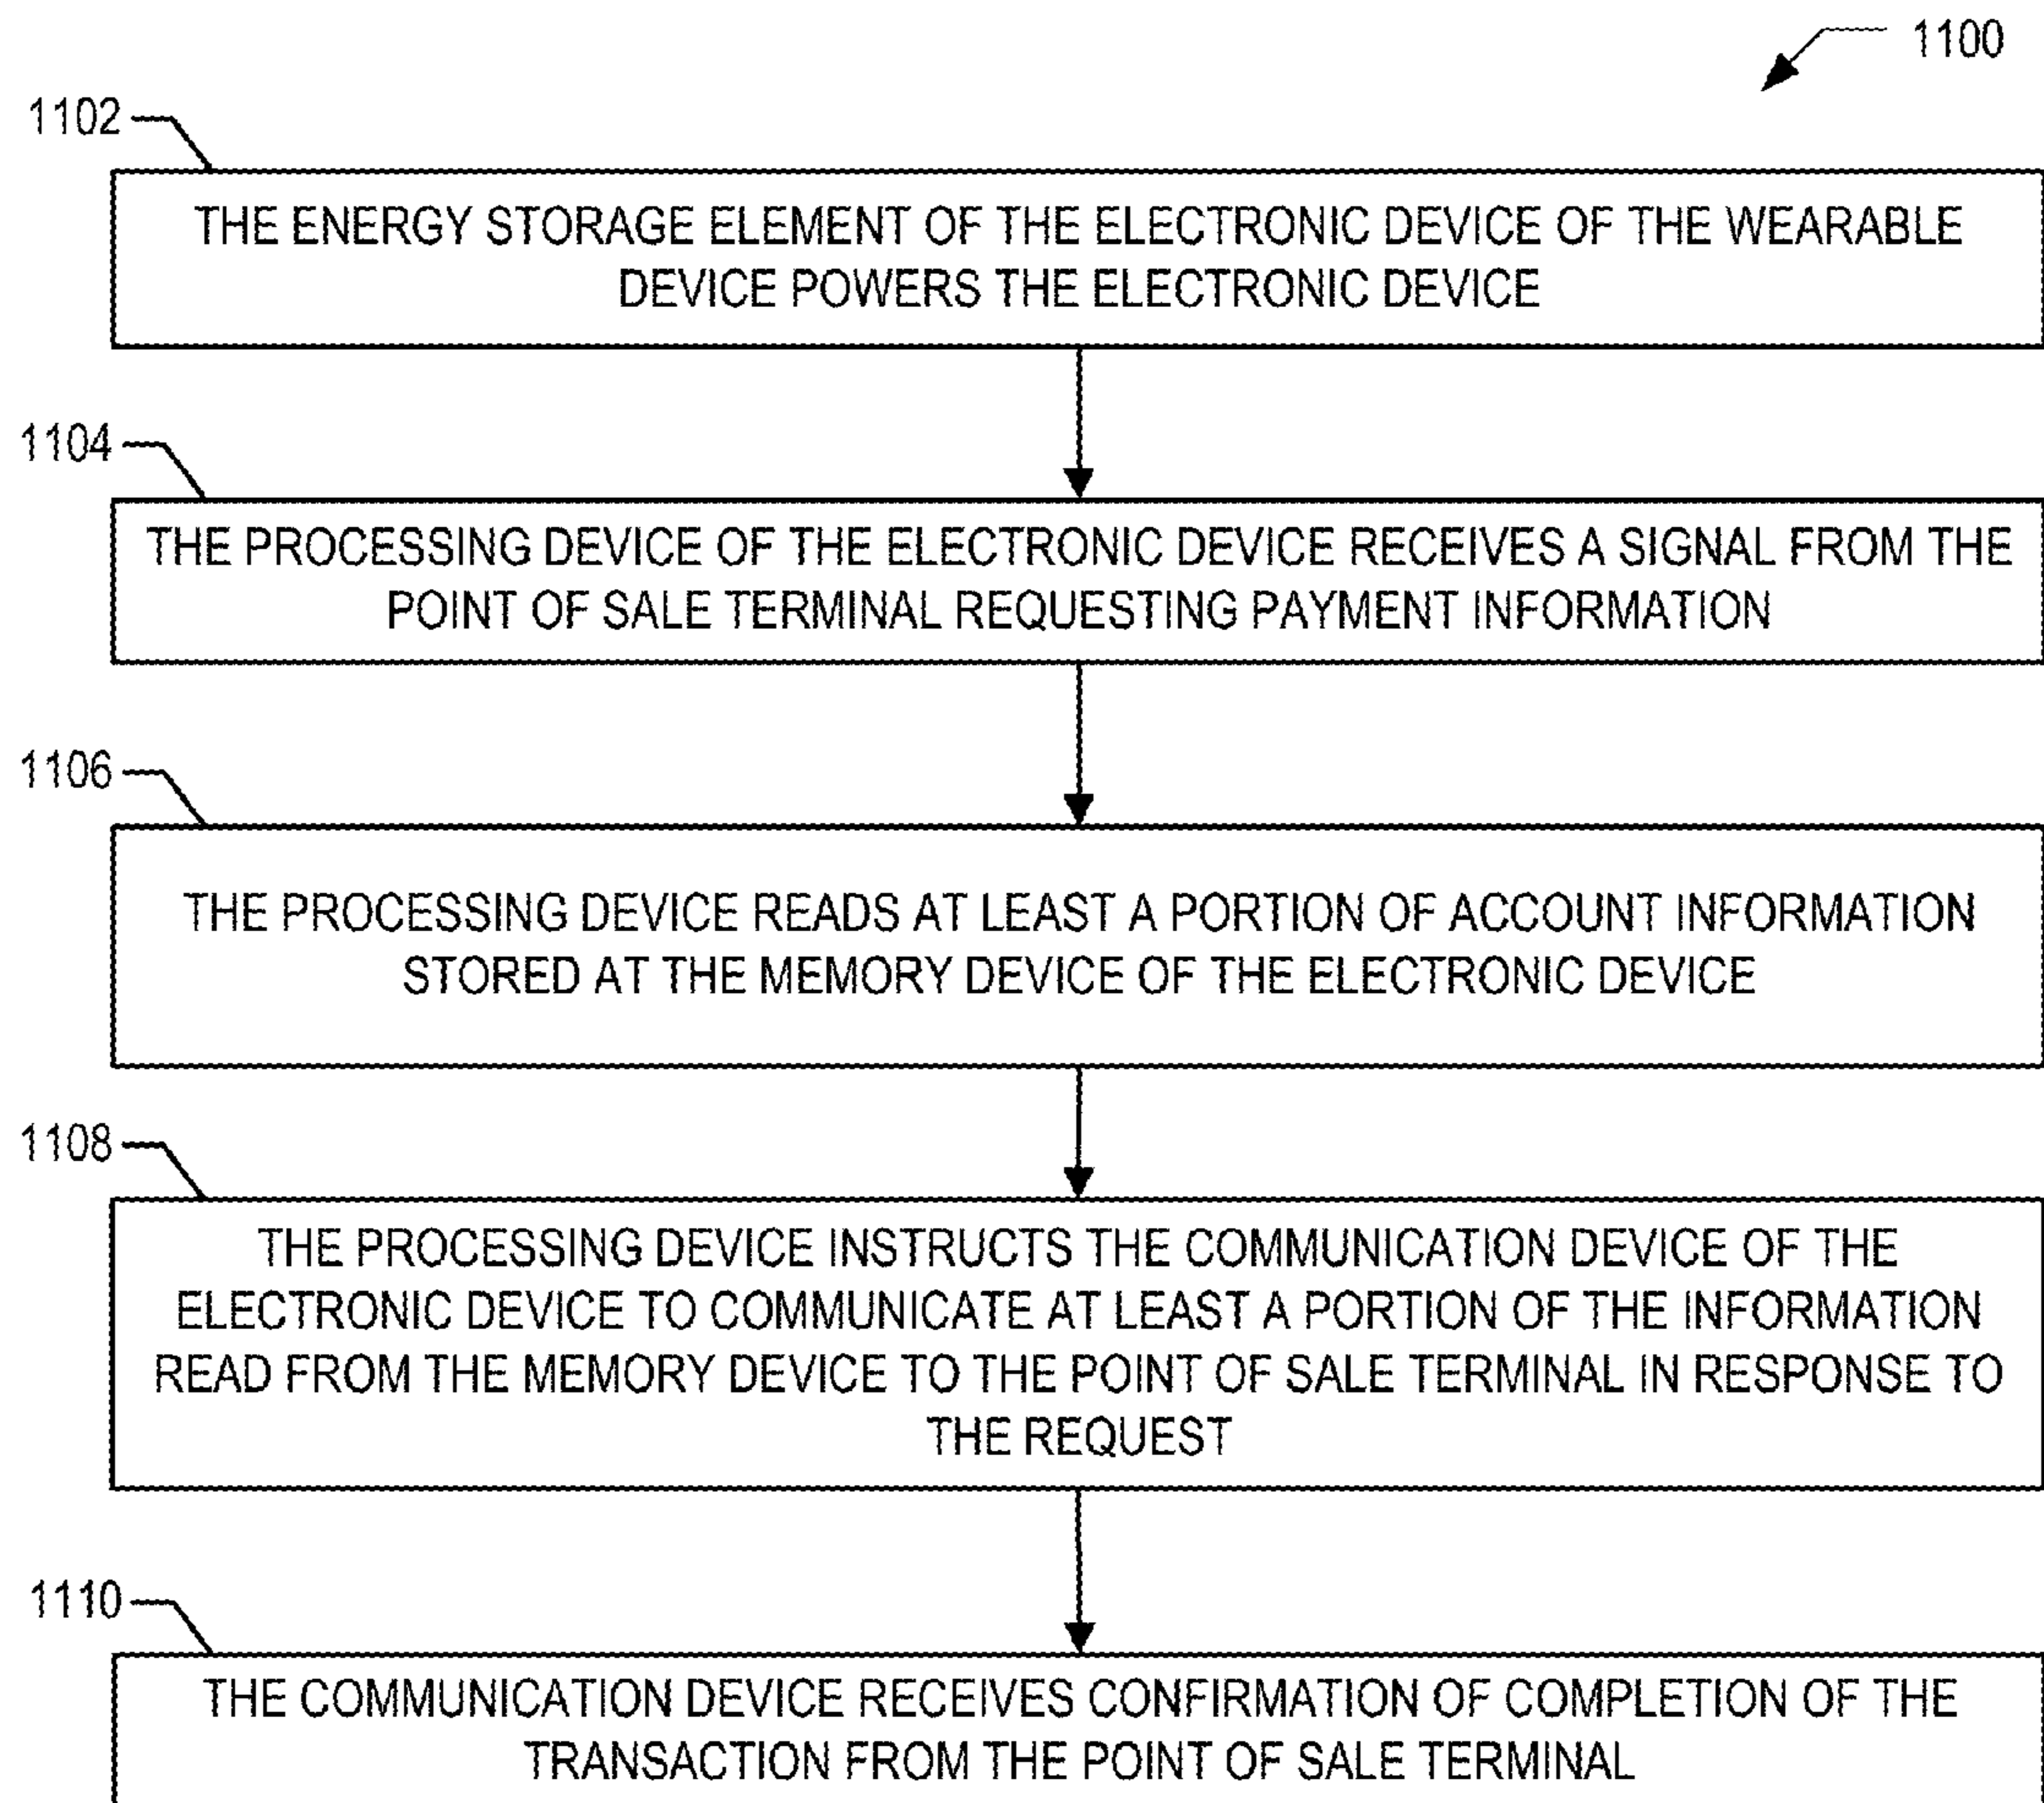 1100
1102
THE ENERGY STORAGE ELEMENT OF THE ELECTRONIC DEVICE OF THE WEARABLE
DEVICE POWERS THE ELECTRONIC DEVICE
1104
THE PROCESSING DEVICE OF THE ELECTRONIC DEVICE RECEIVES A SIGNAL FROM THE
POINT OF SALE TERMINAL REQUESTING PAYMENT INFORMATION
1106
THE PROCESSING DEVICE READS AT LEAST A PORTION OF ACCOUNT INFORMATION
STORED AT THE MEMORY DEVICE OF THE ELECTRONIC DEVICE
1108
THE PROCESSING DEVICE INSTRUCTS THE COMMUNICATION DEVICE OF THE
ELECTRONIC DEVICE TO COMMUNICATE AT LEAST A PORTION OF THE INFORMATION
READ FROM THE MEMORY DEVICE TO THE POINT OF SALE TERMINAL IN RESPONSE TO
THE REQUEST
1110
THE COMMUNICATION DEVICE RECEIVES CONFIRMATION OF COMPLETION OF THE
TRANSACTION FROM THE POINT OF SALE TERMINAL